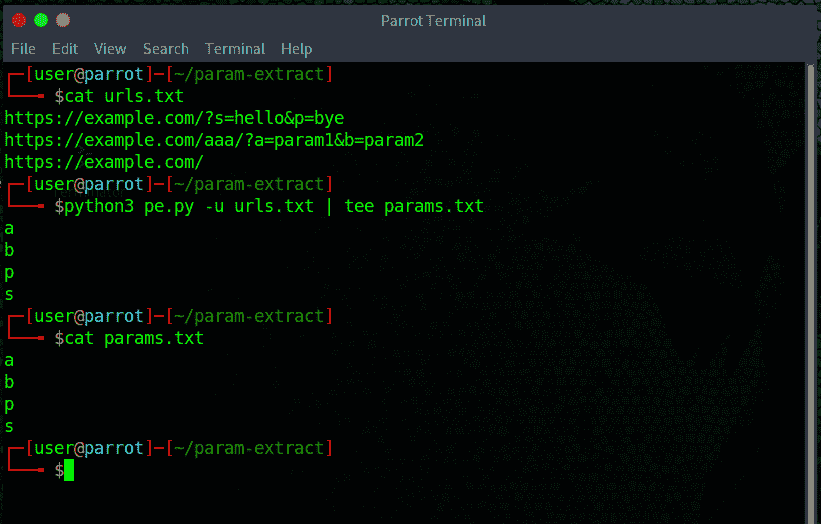 Parrot Terminal
File Edit View Search Terminal Help
┌─[user@parrot]─[~/param-extract]
└──╼ $cat urls.txt
https://example.com/?s=hello&p=bye
https://example.com/aaa/?a=param1&b=param2
https://example.com/
┌─[user@parrot]─[~/param-extract]
└──╼ $python3 pe.py -u urls.txt | tee params.txt
a
b
p
s
┌─[user@parrot]─[~/param-extract]
└──╼ $cat params.txt
a
b
p
s
┌─[user@parrot]─[~/param-extract]
└──╼ $